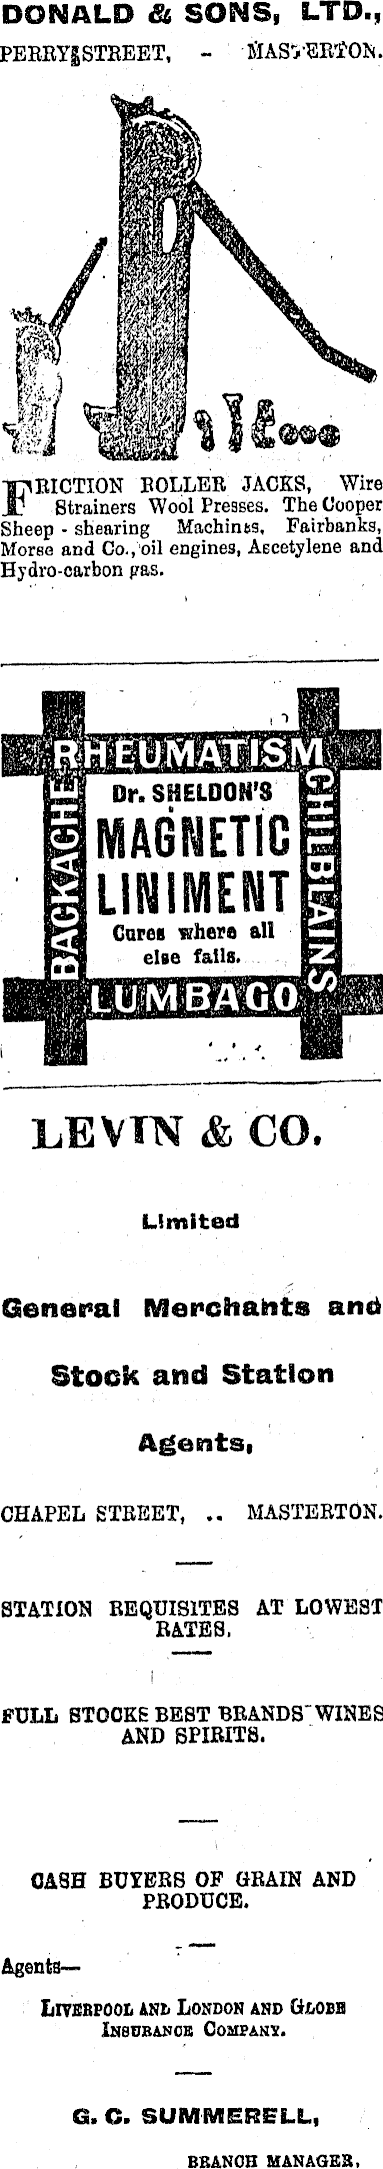 DONALD & SONS, LTD.,
PERRY STREET, - MASTERTON.
FRICTION ROLLER JACKS, Wire
Strainers Wool Presses. The Cooper
Sheep-shearing Machines, Fairbanks,
Morse and Co., oil engines, Ascetylene and
Hydro-carbon gas.
RHEUMATISM
BACKACHE
Dr. SHELDON'S
MAGNETIC
LINIMENT
Cures where all
else fails.
CHILBLAINS
LUMBAGO
LEVIN & CO.
Limited
General Merchants and
Stock and Station
Agents,
CHAPEL STREET, .. MASTERTON.
STATION REQUISITES AT LOWEST
RATES.
FULL STOCKS BEST BRANDS WINES
AND SPIRITS.
CASH BUYERS OF GRAIN AND
PRODUCE.
Agents—
LIVERPOOL AND LONDON AND GLOBE
INSURANCE COMPANY.
G. C. SUMMERELL,
BRANCH MANAGER,